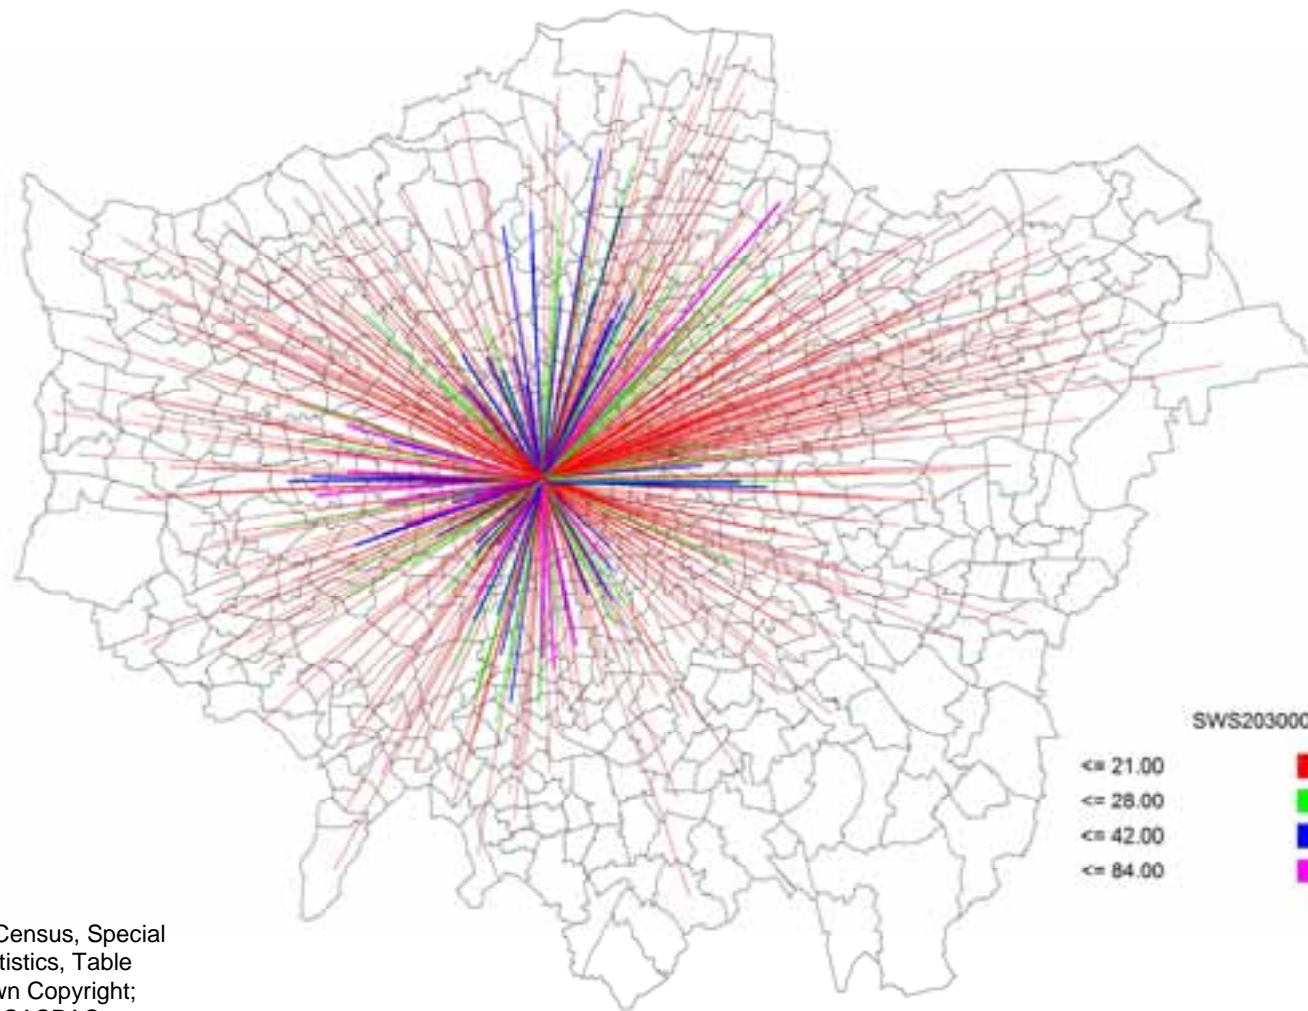 SWS203000
<= 21.00
<= 28.00
<= 42.00
<= 84.00
Census, Special
tistics, Table
wn Copyright;